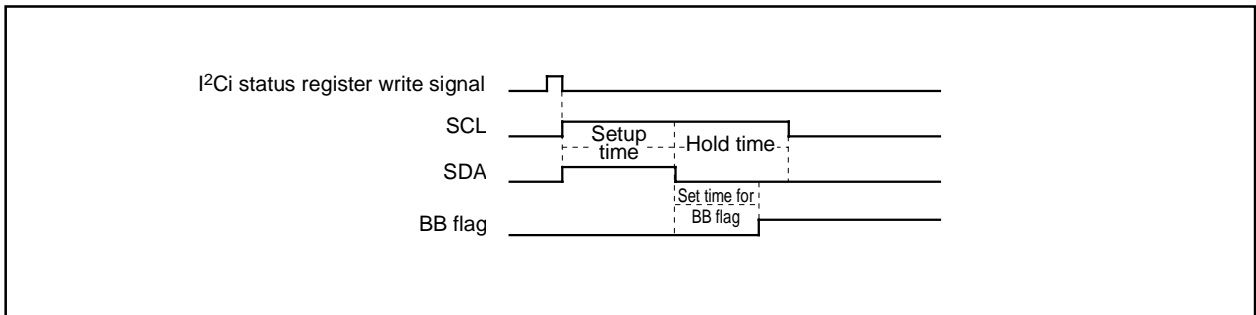 I²Ci status register write signal
SCL
Setup
time
Hold time
SDA
Set time for
BB flag
BB flag